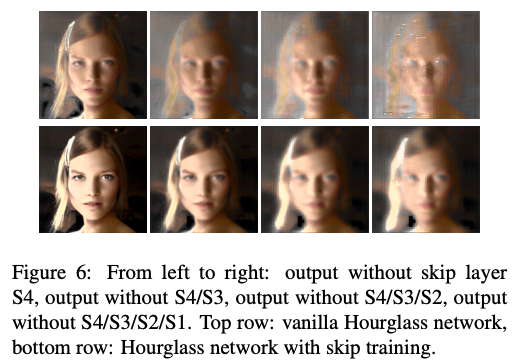 Figure 6: From left to right: output without skip layer
S4, output without S4/S3, output without S4/S3/S2, output
without S4/S3/S2/S1. Top row: vanilla Hourglass network,
bottom row: Hourglass network with skip training.